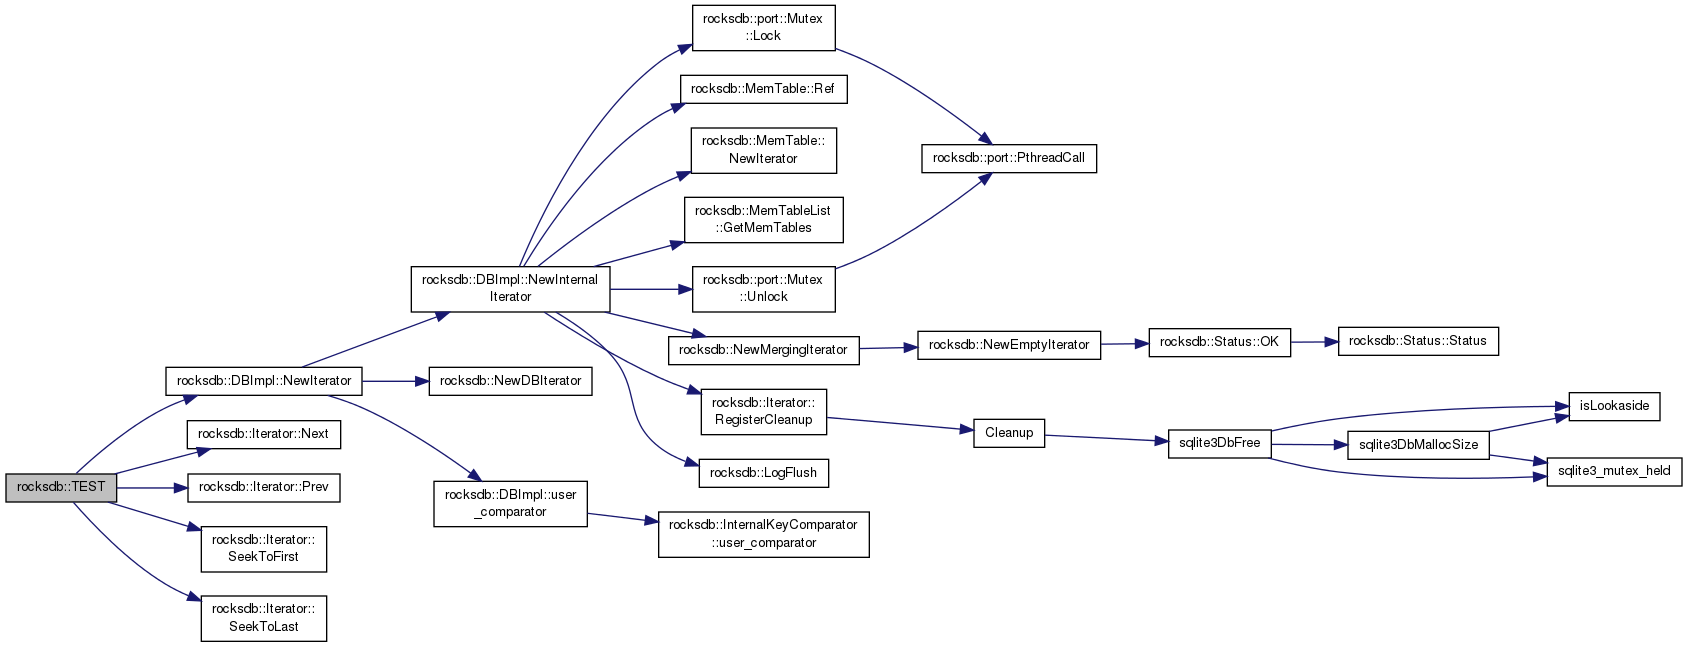 rocksdb::port::Mutex
::Lock
rocksdb::MemTable::Ref
rocksdb::MemTable::
NewIterator
rocksdb::port::PthreadCall
rocksdb::MemTableList
::GetMemTables
rocksdb::DBImpl::NewInternal
Iterator
rocksdb::port::Mutex
::Unlock
rocksdb::NewMergingIterator
rocksdb::NewEmptyIterator
rocksdb::Status::OK
rocksdb::Status::Status
rocksdb::DBImpl::NewIterator
rocksdb::NewDBIterator
rocksdb::Iterator::
RegisterCleanup
isLookaside
rocksdb::Iterator::Next
Cleanup
sqlite3DbFree
sqlite3DbMallocSize
sqlite3_mutex_held
rocksdb::LogFlush
rocksdb::TEST
rocksdb::Iterator::Prev
rocksdb::DBImpl::user
_comparator
rocksdb::InternalKeyComparator
::user_comparator
rocksdb::Iterator::
SeekToFirst
rocksdb::Iterator::
SeekToLast